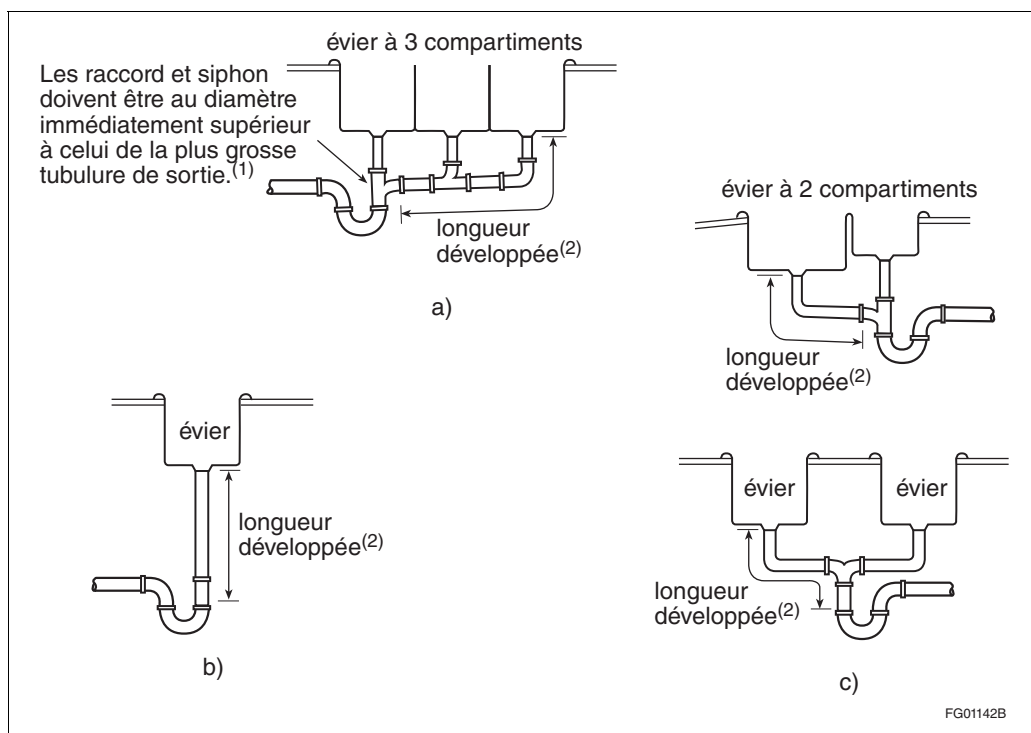 évier à 3 compartiments
Les raccord et siphon
doivent être au diamètre
immédiatement supérieur
à celui de la plus grosse
tubulure de sortie.(1)
longueur
développée(2)
a)
évier à 2 compartiments
longueur
développée(2)
évier
longueur
développée(2)
b)
évier
évier
longueur
développée(2)
c)
FG01142B